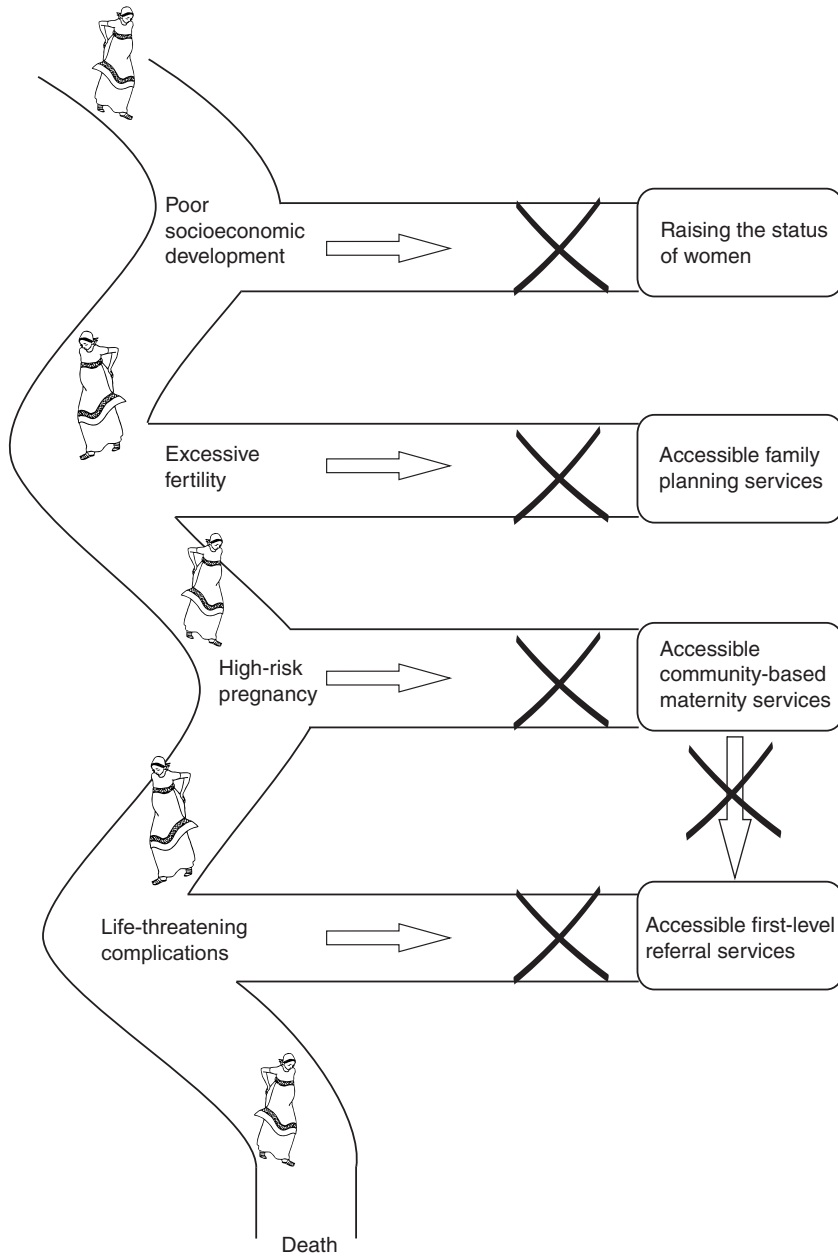 Poor
socioeconomic
development
Raising the status
of women
Excessive
fertility
Accessible family
planning services
High-risk
pregnancy
Accessible
community-based
maternity services
Life-threatening
complications
Accessible first-level
referral services
Death